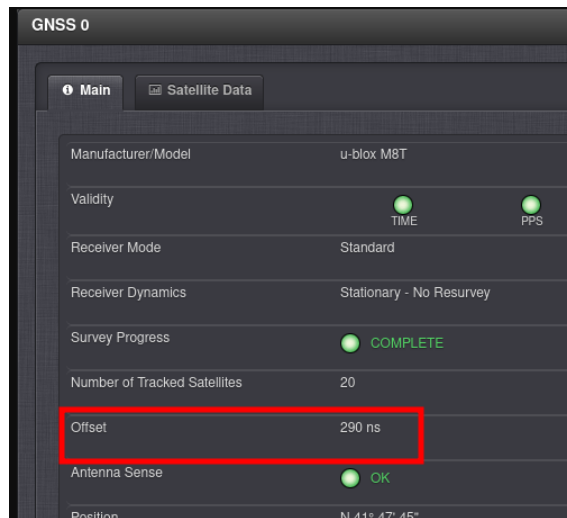 GNSS 0
Main
Satellite Data
Manufacturer/Model u-blox M8T
Validity
TIME PPS
Receiver Mode Standard
Receiver Dynamics Stationary - No Resurvey
Survey Progress COMPLETE
Number of Tracked Satellites 20
Offset 290 ns
Antenna Sense OK
Position N 41° 47' 45"